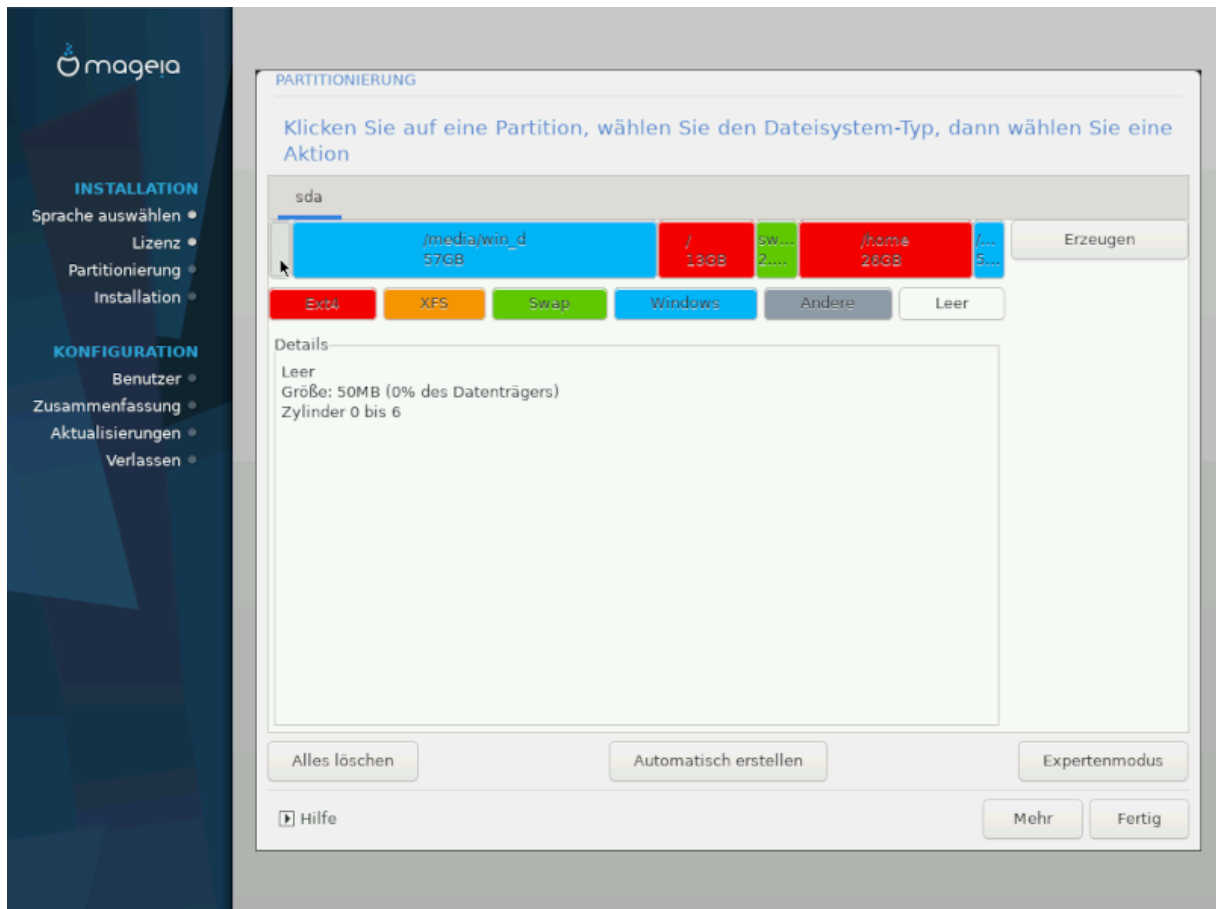 mageia
INSTALLATION
Sprache auswählen
Lizenz
Partitionierung
Installation
KONFIGURATION
Benutzer
Zusammenfassung
Aktualisierungen
Verlassen
PARTITIONIERUNG
Klicken Sie auf eine Partition, wählen Sie den Dateisystem-Typ, dann wählen Sie eine
Aktion
sda
/media/win_d
57GB
/
13GB
sw...
2....
/home
26GB
/...
5...
Erzeugen
Ext4
XFS
Swap
Windows
Andere
Leer
Details
Leer
Größe: 50MB (0% des Datenträgers)
Zylinder 0 bis 6
Alles löschen
Automatisch erstellen
Expertenmodus
Hilfe
Mehr
Fertig